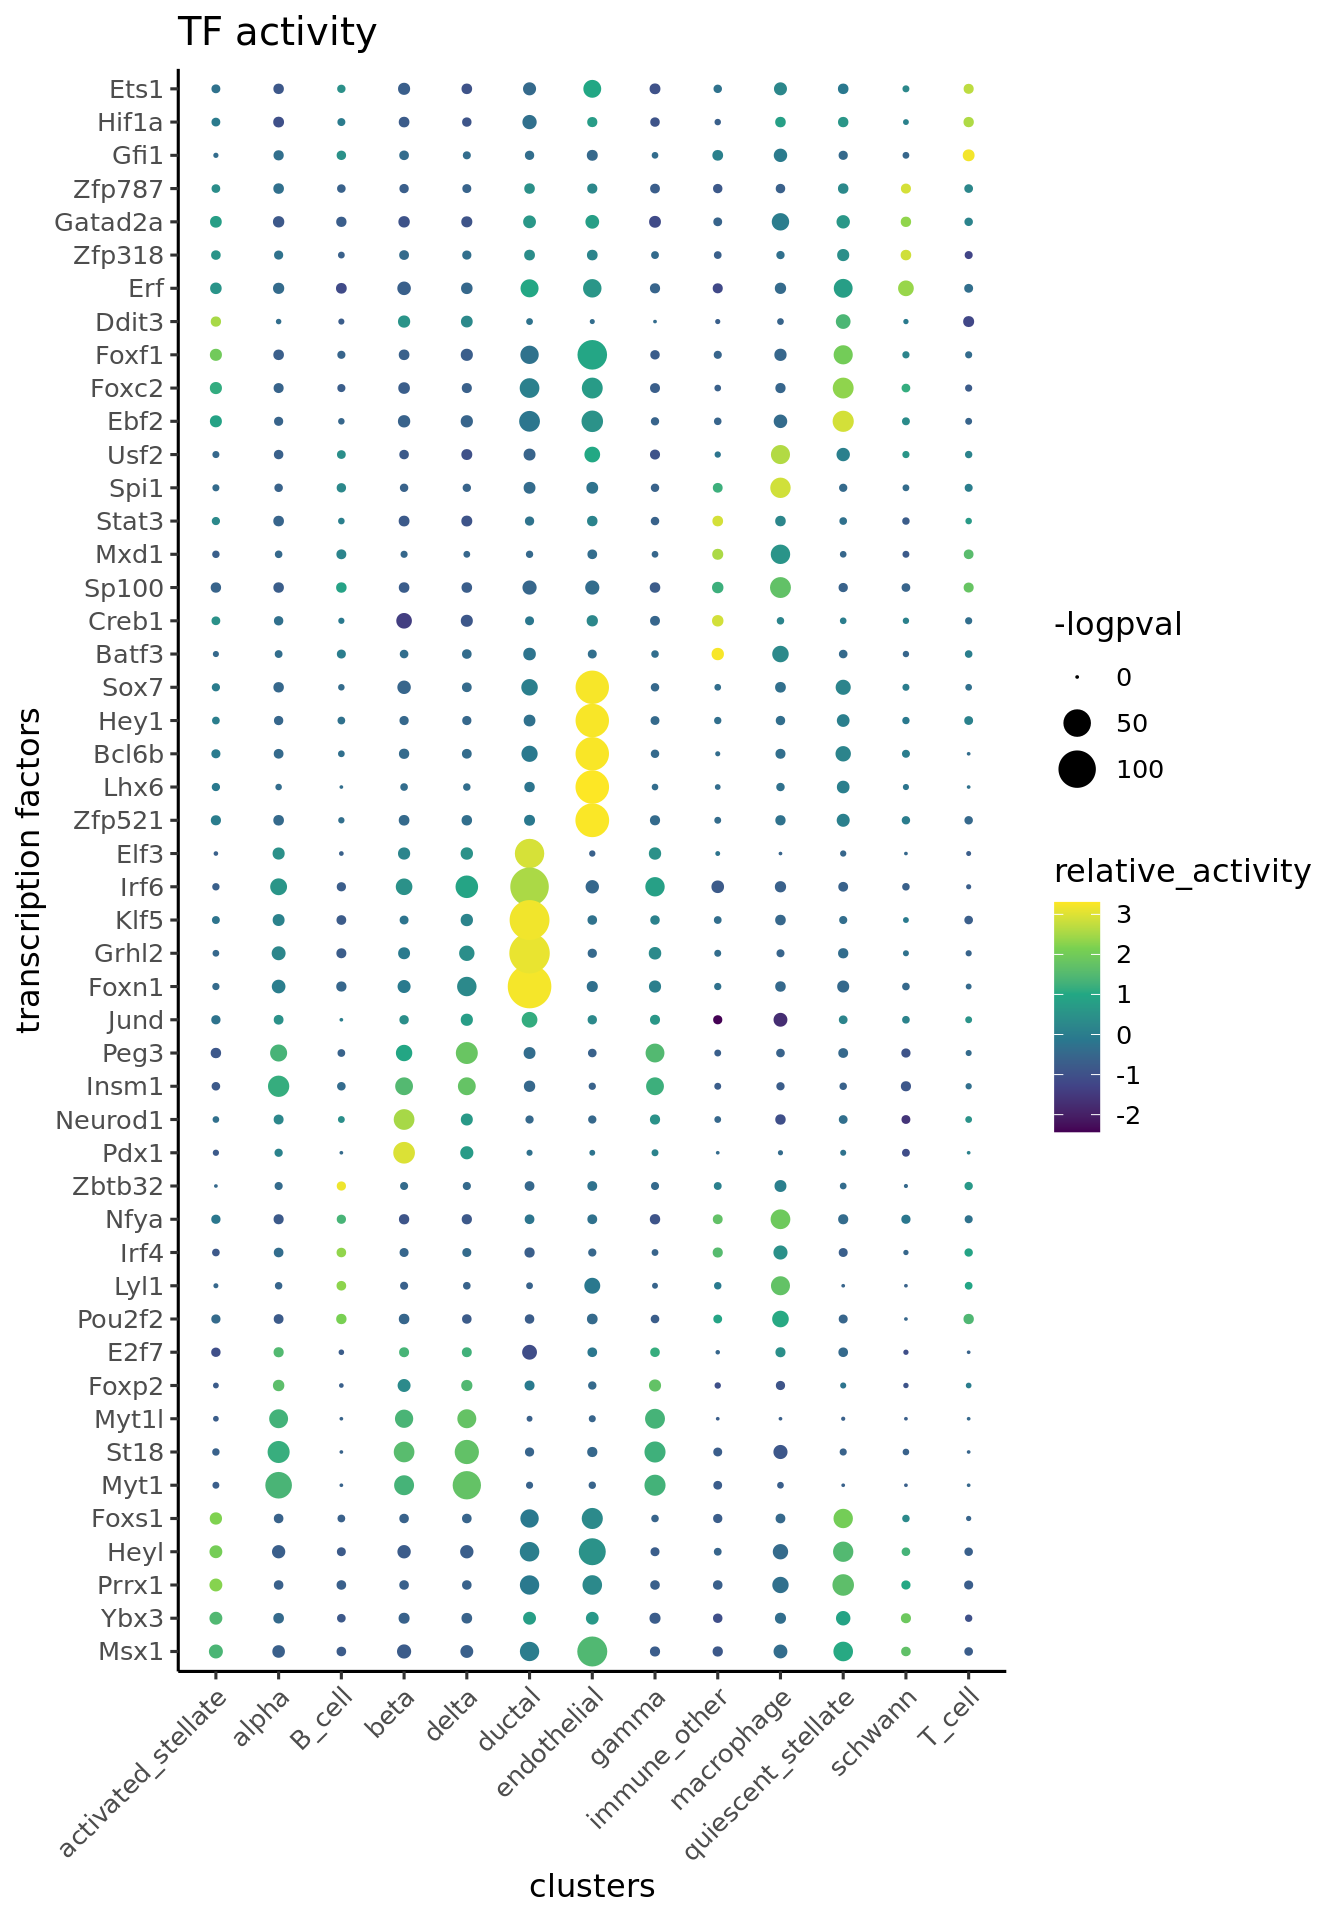 TF activity
Ets1
Hif1a
Gfi1
Zfp787
Gatad2a
Zfp318
Erf
Ddit3
Foxf1
Foxc2
Ebf2
Usf2
Spi1
Stat3
Mxd1
Sp100
Creb1
Batf3
Sox7
Hey1
Bcl6b
Lhx6
Zfp521
Elf3
Irf6
Klf5
Grhl2
Foxn1
Jund
Peg3
Insm1
Neurod1
Pdx1
Zbtb32
Nfya
Irf4
Lyl1
Pou2f2
E2f7
Foxp2
Myt1l
St18
Myt1
Foxs1
Heyl
Prrx1
Ybx3
Msx1
transcription factors
activated_stellate
alpha
B_cell
beta
delta
ductal
endothelial
gamma
immune_other
macrophage
quiescent_stellate
schwann
T_cell
clusters
-logpval
0
50
100
relative_activity
3
2
1
0
-1
-2